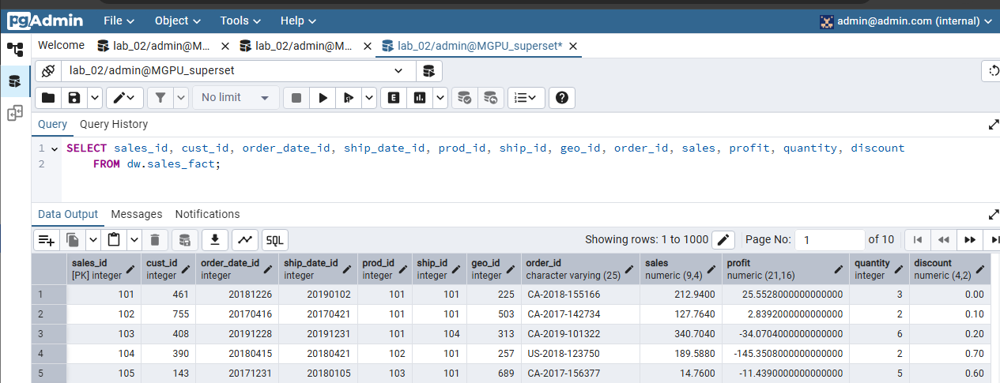 pgAdmin File Object Tools Help admin@admin.com (internal)
Welcome lab_02/admin@M... lab_02/admin@M... lab_02/admin@MGPU_superset*
lab_02/admin@MGPU_superset
No limit E
Query Query History
1 SELECT sales_id, cust_id, order_date_id, ship_date_id, prod_id, ship_id, geo_id, order_id, sales, profit, quantity, discount
2 FROM dw.sales_fact;
Data Output Messages Notifications
SQL Showing rows: 1 to 1000 Page No: 1 of 10
sales_id cust_id order_date_id ship_date_id prod_id ship_id geo_id order_id sales profit quantity discount
[PK] integer integer integer integer integer integer integer character varying (25) numeric (9,4) numeric (21,16) integer numeric (4,2)
1 101 461 20181226 20190102 101 101 225 CA-2018-155166 212.9400 25.5528000000000000 3 0.00
2 102 755 20170416 20170421 101 101 503 CA-2017-142734 127.7640 2.8392000000000000 2 0.10
3 103 408 20191228 20191231 101 104 313 CA-2019-101322 340.7040 -34.0704000000000000 6 0.20
4 104 390 20180415 20180421 102 101 257 US-2018-123750 189.5880 -145.3508000000000000 2 0.70
5 105 143 20171231 20180105 103 101 689 CA-2017-156377 14.7600 -11.4390000000000000 5 0.60